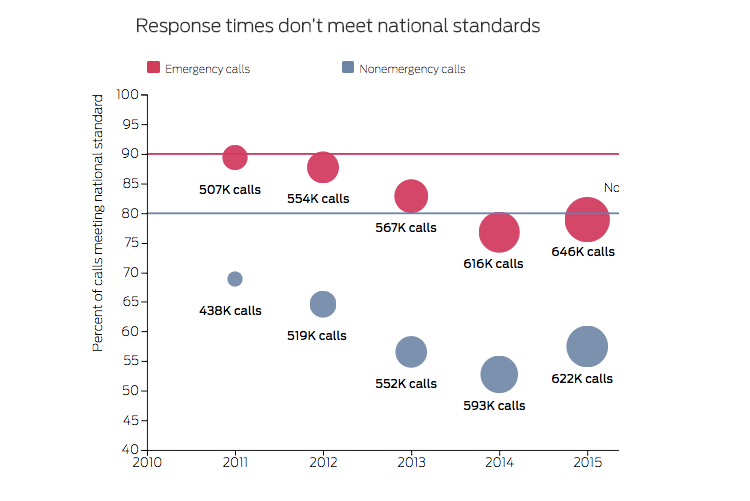 Response times don't meet national standards
Emergency calls
Nonemergency calls
Percent of calls meeting national standard
100
95
90
85
80
75
70
65
60
55
50
45
40
507K calls
554K calls
567K calls
616K calls
646K calls
No
438K calls
519K calls
552K calls
593K calls
622K calls
2010
2011
2012
2013
2014
2015